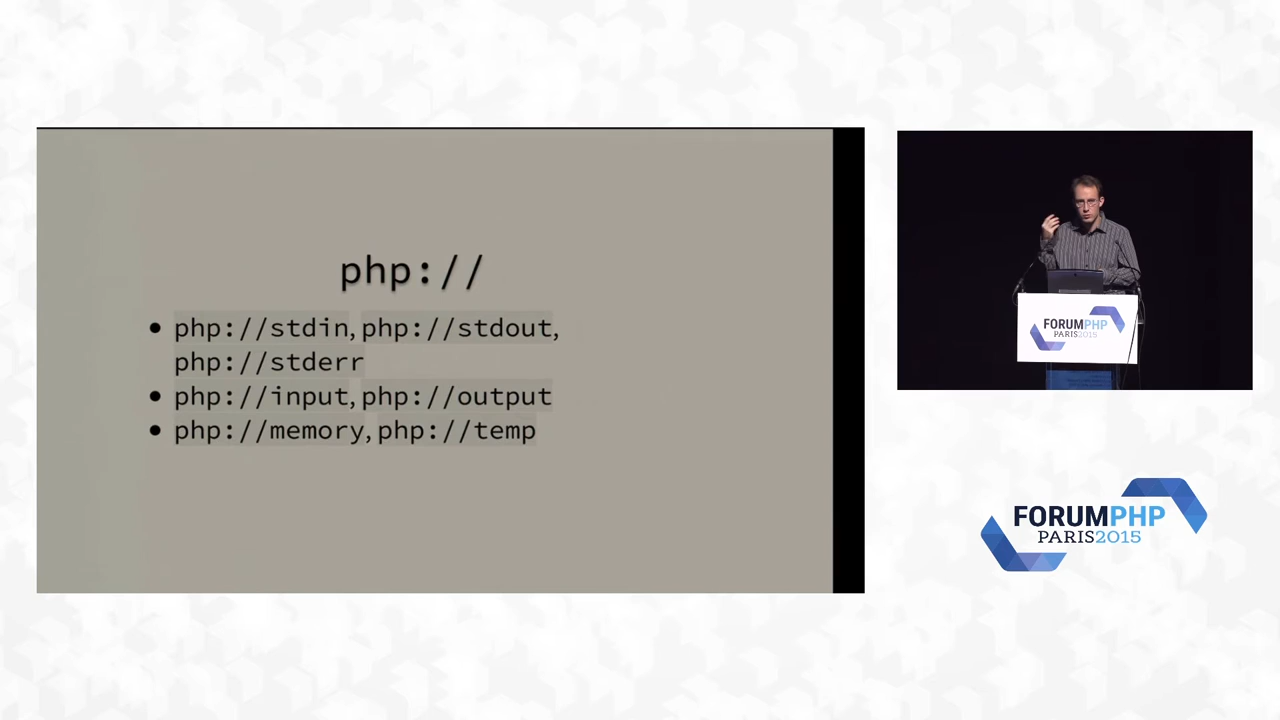 php://
• php://stdin, php://stdout,
php://stderr
• php://input, php://output
• php://memory, php://temp
FORUMPHP
PARIS2015
FORUMPHP
PARIS2015